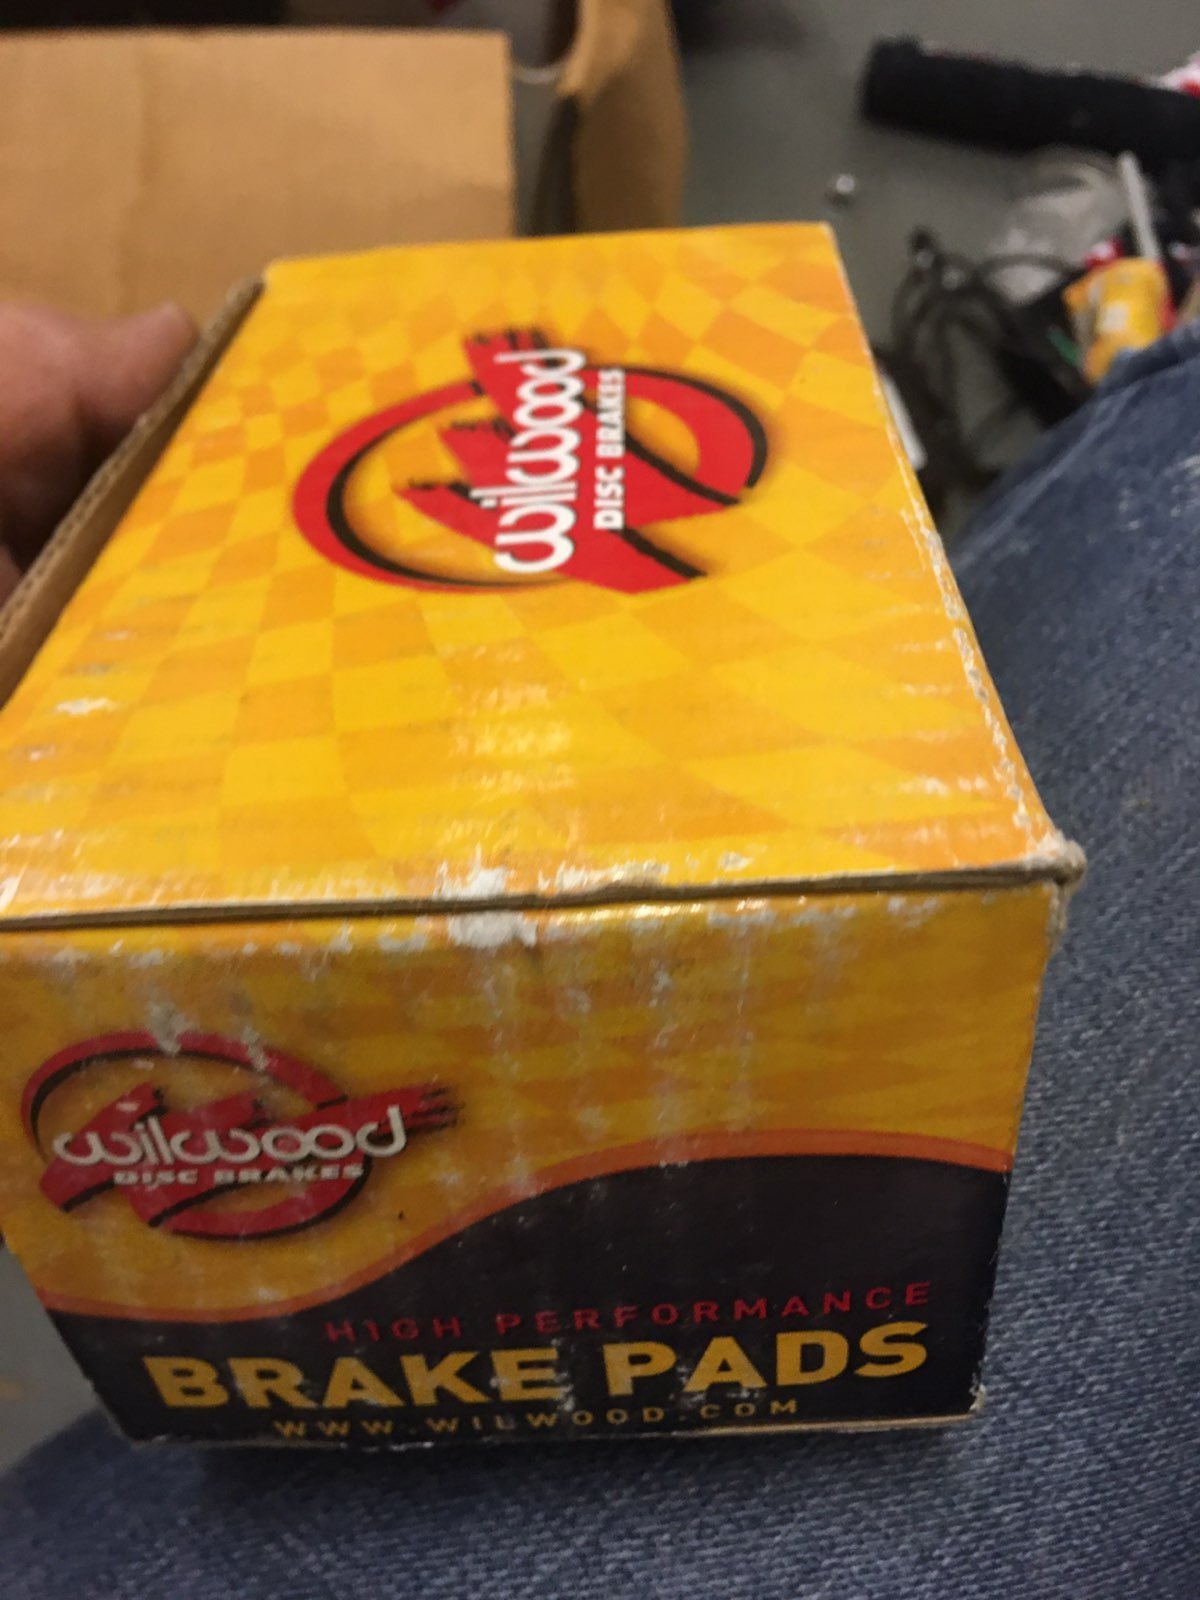 wilwood
DISC BRAKES
wilwood
DISC BRAKES
HIGH PERFORMANCE
BRAKE PADS
WWW.WILWOOD.COM